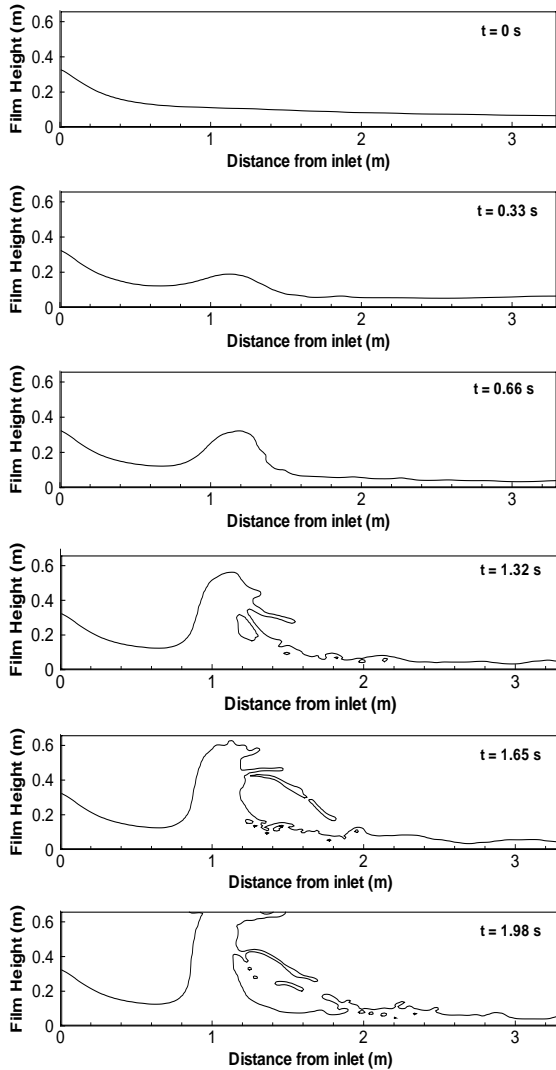 Film Height (m)
0.6
t = 0 s
0.4
0.2
0
0 1 2 3
Distance from inlet (m)
Film Height (m)
0.6
t = 0.33 s
0.4
0.2
0
0 1 2 3
Distance from inlet (m)
Film Height (m)
0.6
t = 0.66 s
0.4
0.2
0
0 1 2 3
Distance from inlet (m)
Film Height (m)
0.6
t = 1.32 s
0.4
0.2
0
0 1 2 3
Distance from inlet (m)
Film Height (m)
0.6
t = 1.65 s
0.4
0.2
0
0 1 2 3
Distance from inlet (m)
Film Height (m)
0.6
t = 1.98 s
0.4
0.2
0
0 1 2 3
Distance from inlet (m)